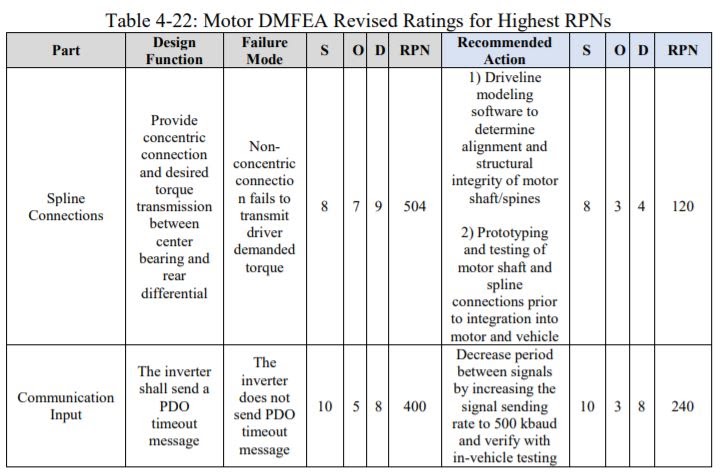 Table 4-22: Motor DMFEA Revised Ratings for Highest RPNs
Part
Design
Function
Failure
Mode
S
O
D
RPN
Recommended
Action
S
O
D
RPN
Spline
Connections
Provide
concentric
connection
and desired
torque
transmission
between
center
bearing and
rear
differential
Non-
concentric
connectio
n fails to
transmit
driver
demanded
torque
8
7
9
504
1) Driveline
modeling
software to
determine
alignment and
structural
integrity of motor
shaft/spines
2) Prototyping
and testing of
motor shaft and
spline
connections prior
to integration into
motor and vehicle
8
3
4
120
Communication
Input
The inverter
shall send a
PDO
timeout
message
The
inverter
does not
send PDO
timeout
message
10
5
8
400
Decrease period
between signals
by increasing the
signal sending
rate to 500 kbaud
and verify with
in-vehicle testing
10
3
8
240